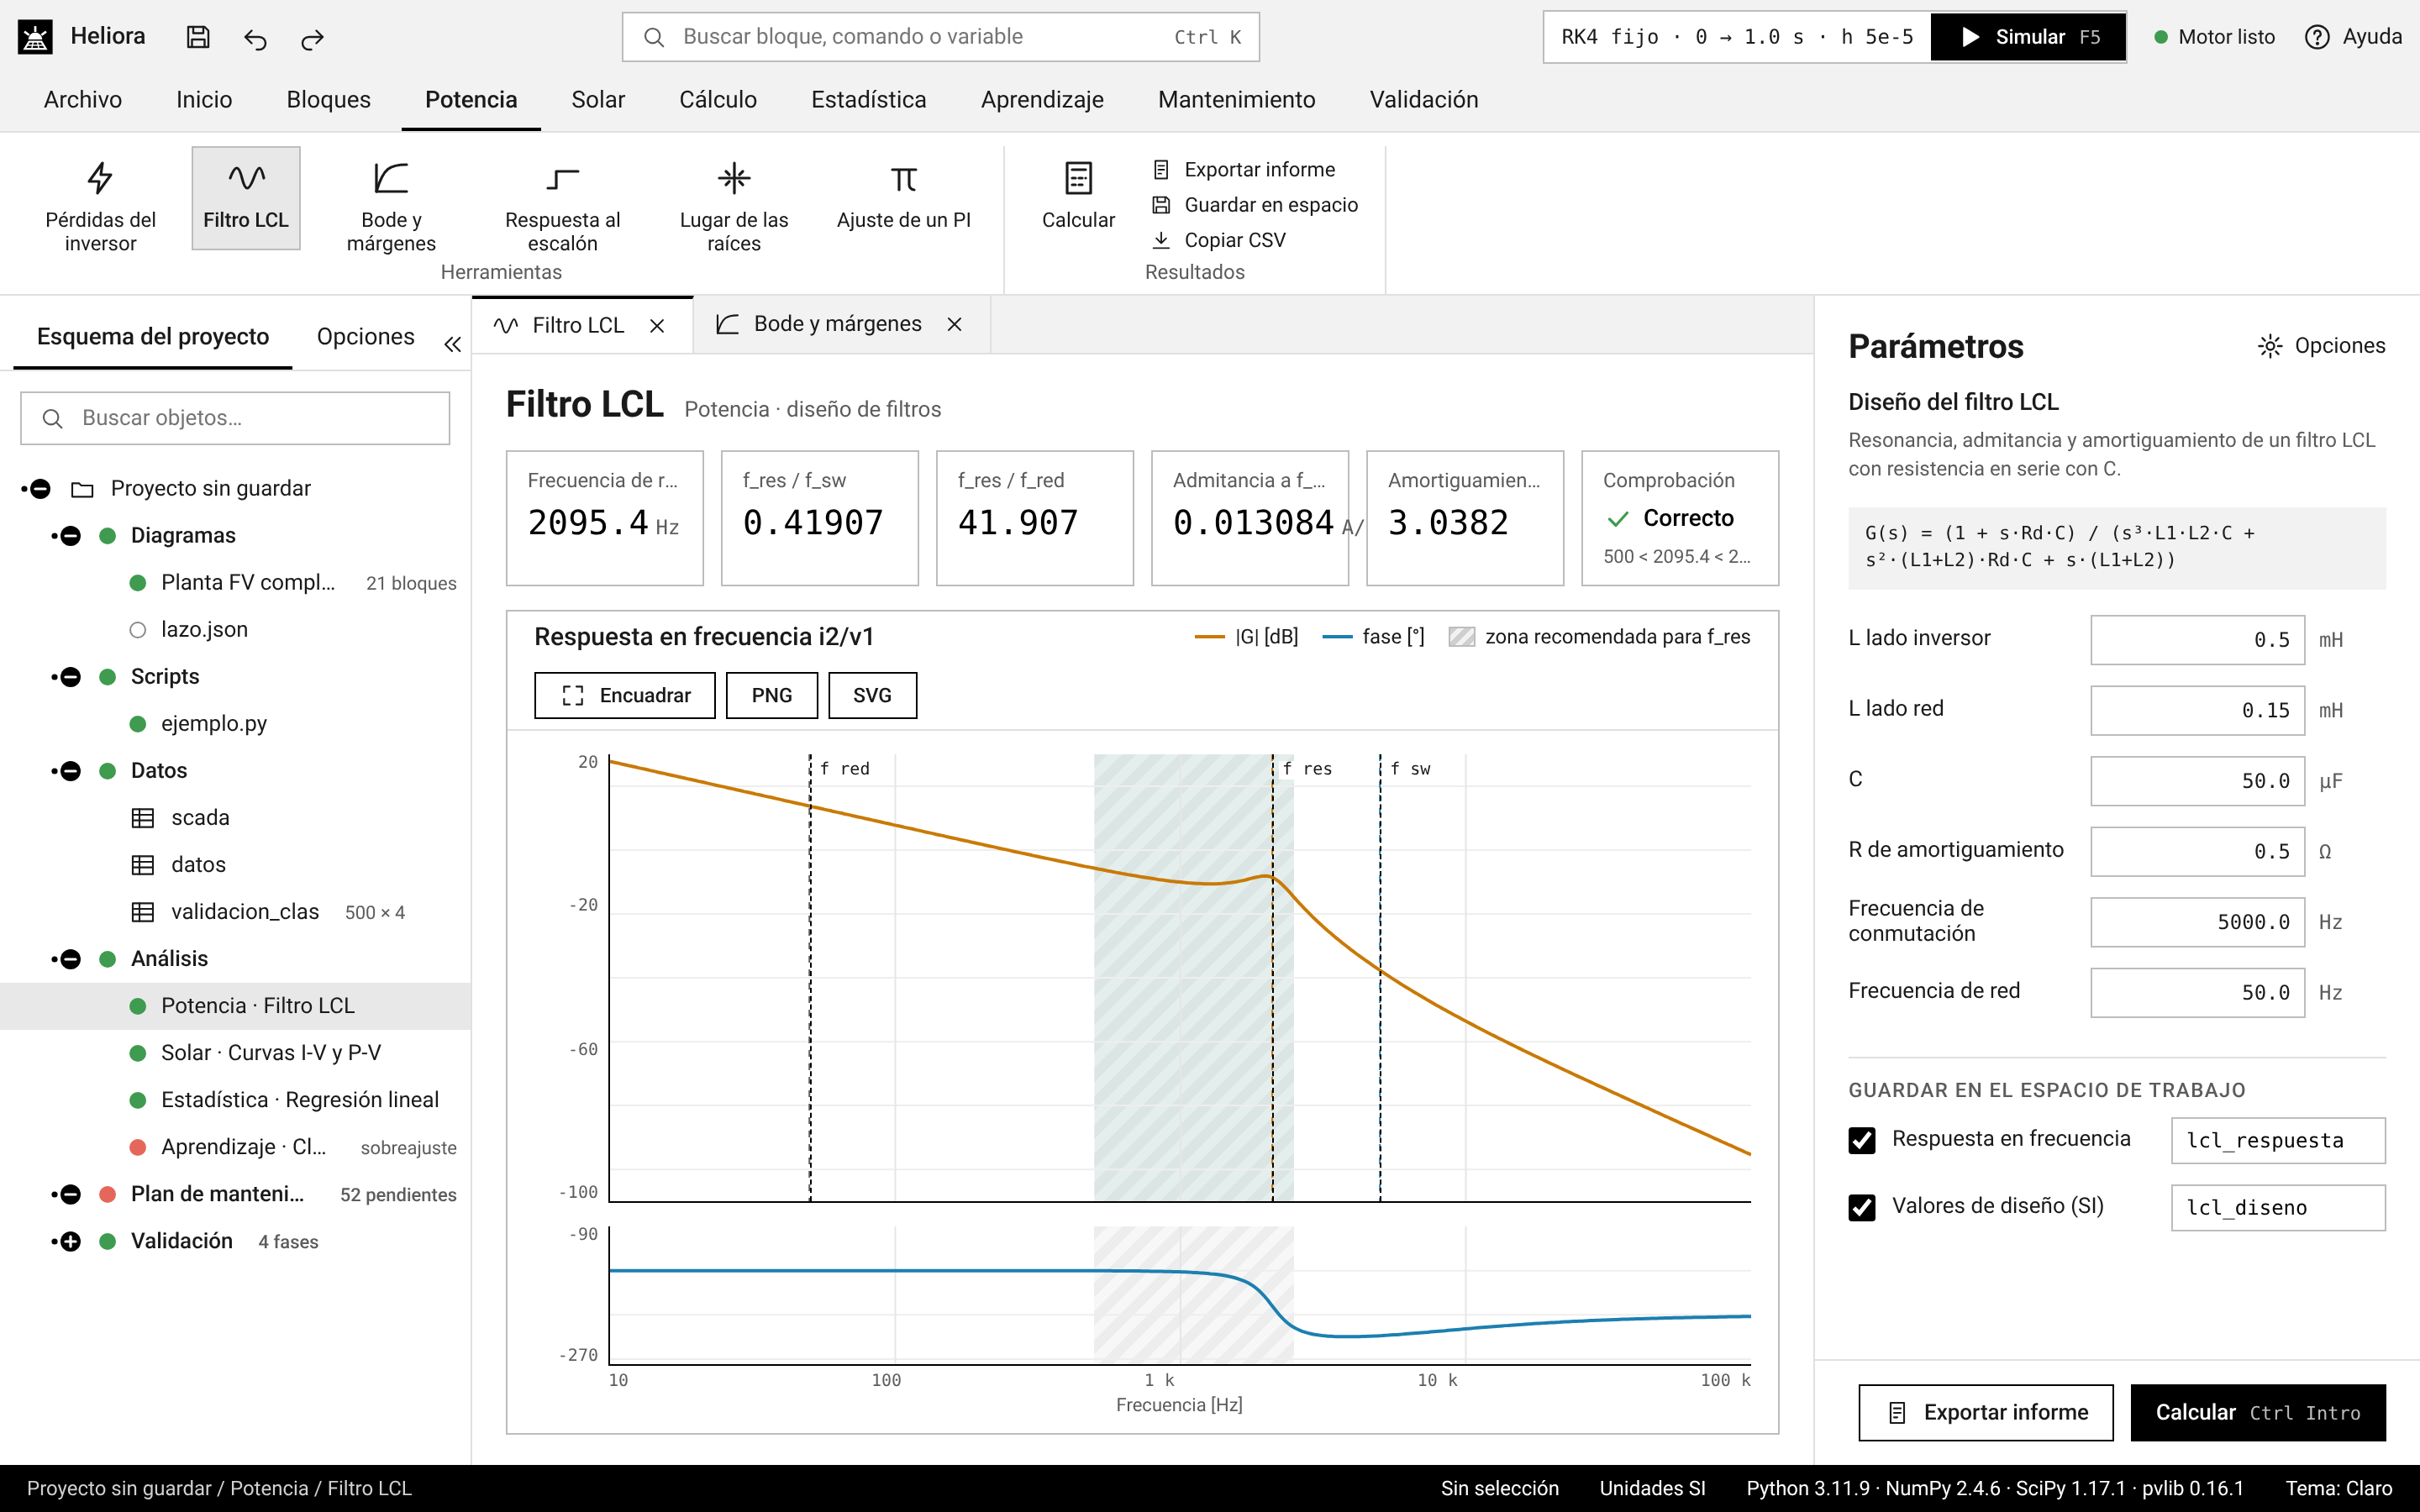 Heliora
Buscar bloque, comando o variable
Ctrl K
RK4 fijo · 0 → 1.0 s · h 5e-5
Simular F5
Motor listo
Ayuda
Archivo
Inicio
Bloques
Potencia
Solar
Cálculo
Estadística
Aprendizaje
Mantenimiento
Validación
Pérdidas del
inversor
Filtro LCL
Bode y
márgenes
Respuesta al
escalón
Lugar de las
raíces
Ajuste de un PI
Herramientas
Calcular
Exportar informe
Guardar en espacio
Copiar CSV
Resultados
Esquema del proyecto
Opciones
Buscar objetos...
Proyecto sin guardar
Diagramas
Planta FV compl... 21 bloques
lazo.json
Scripts
ejemplo.py
Datos
scada
datos
validacion_clas 500 × 4
Análisis
Potencia · Filtro LCL
Solar · Curvas I-V y P-V
Estadística · Regresión lineal
Aprendizaje · Cl... sobreajuste
Plan de manteni... 52 pendientes
Validación 4 fases
Filtro LCL
Bode y márgenes
Filtro LCL Potencia · diseño de filtros
Frecuencia de r...
2095.4 Hz
f_res / f_sw
0.41907
f_res / f_red
41.907
Admitancia a f_...
0.013084 A/
Amortiguamien...
3.0382
Comprobación
Correcto
500 < 2095.4 < 2...
Respuesta en frecuencia i2/v1
|G| [dB]
fase [°]
zona recomendada para f_res
Encuadrar
PNG
SVG
20
-20
-60
-100
f red
f res
f sw
-90
-270
10
100
1 k
10 k
100 k
Frecuencia [Hz]
Parámetros
Opciones
Diseño del filtro LCL
Resonancia, admitancia y amortiguamiento de un filtro LCL
con resistencia en serie con C.
G(s) = (1 + s·Rd·C) / (s³·L1·L2·C +
s²·(L1+L2)·Rd·C + s·(L1+L2))
L lado inversor 0.5 mH
L lado red 0.15 mH
C 50.0 µF
R de amortiguamiento 0.5 Ω
Frecuencia de
conmutación 5000.0 Hz
Frecuencia de red 50.0 Hz
GUARDAR EN EL ESPACIO DE TRABAJO
Respuesta en frecuencia lcl_respuesta
Valores de diseño (SI) lcl_diseno
Exportar informe
Calcular Ctrl Intro
Proyecto sin guardar / Potencia / Filtro LCL
Sin selección
Unidades SI
Python 3.11.9 · NumPy 2.4.6 · SciPy 1.17.1 · pvlib 0.16.1
Tema: Claro